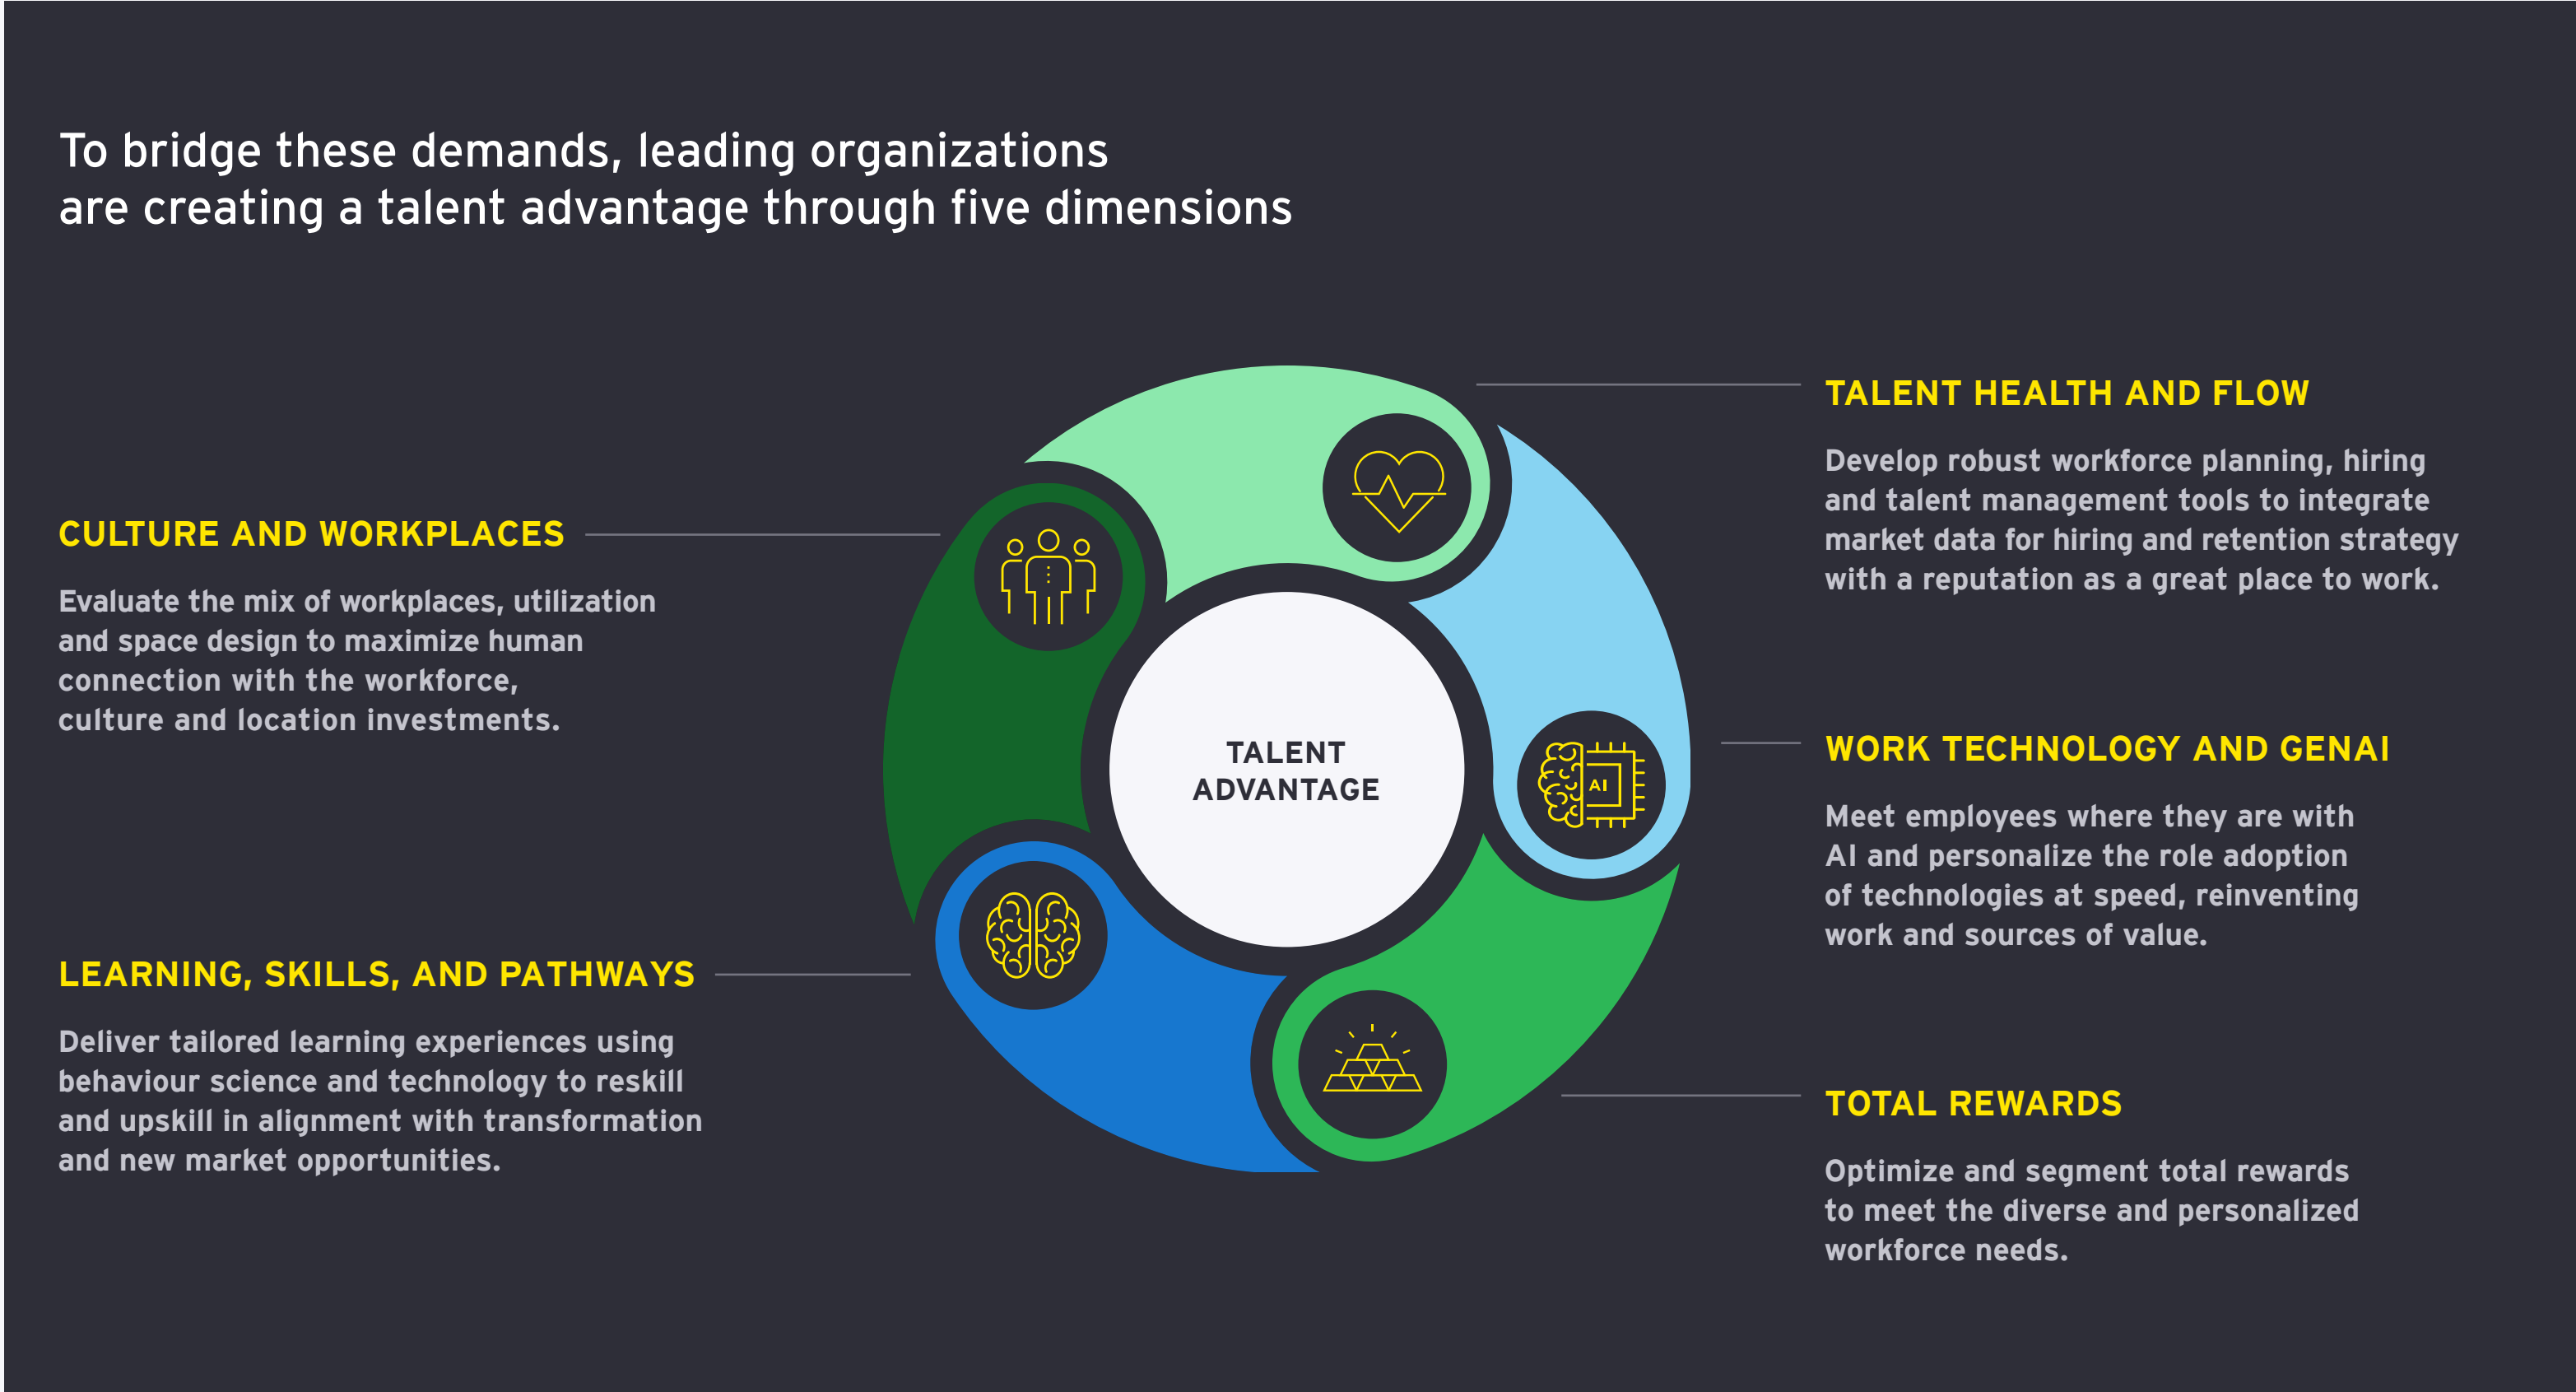 To bridge these demands, leading organizations
are creating a talent advantage through five dimensions
CULTURE AND WORKPLACES
Evaluate the mix of workplaces, utilization
and space design to maximize human
connection with the workforce,
culture and location investments.
LEARNING, SKILLS, AND PATHWAYS
Deliver tailored learning experiences using
behaviour science and technology to reskill
and upskill in alignment with transformation
and new market opportunities.
TALENT
ADVANTAGE
AI
TALENT HEALTH AND FLOW
Develop robust workforce planning, hiring
and talent management tools to integrate
market data for hiring and retention strategy
with a reputation as a great place to work.
WORK TECHNOLOGY AND GENAI
Meet employees where they are with
AI and personalize the role adoption
of technologies at speed, reinventing
work and sources of value.
TOTAL REWARDS
Optimize and segment total rewards
to meet the diverse and personalized
workforce needs.